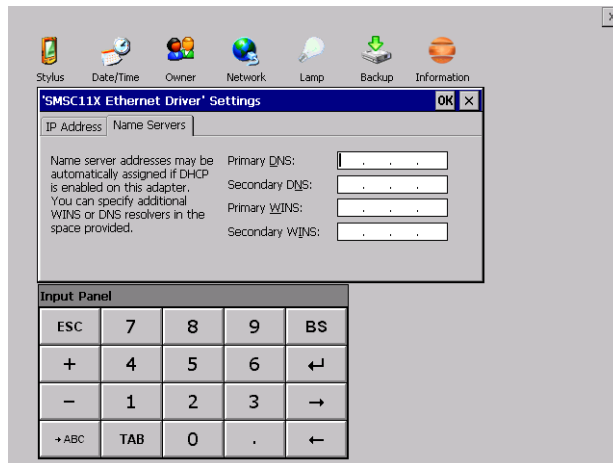 Stylus Date/Time Owner Network Lamp Backup Information
'SMSC11X Ethernet Driver' Settings OK ×
IP Address Name Servers
Name server addresses may be
automatically assigned if DHCP
is enabled on this adapter.
You can specify additional
WINS or DNS resolvers in the
space provided.
Primary DNS: . . .
Secondary DNS: . . .
Primary WINS: . . .
Secondary WINS: . . .
Input Panel
ESC 7 8 9 BS
+ 4 5 6 ↵
- 1 2 3 →
→ABC TAB 0 . ←